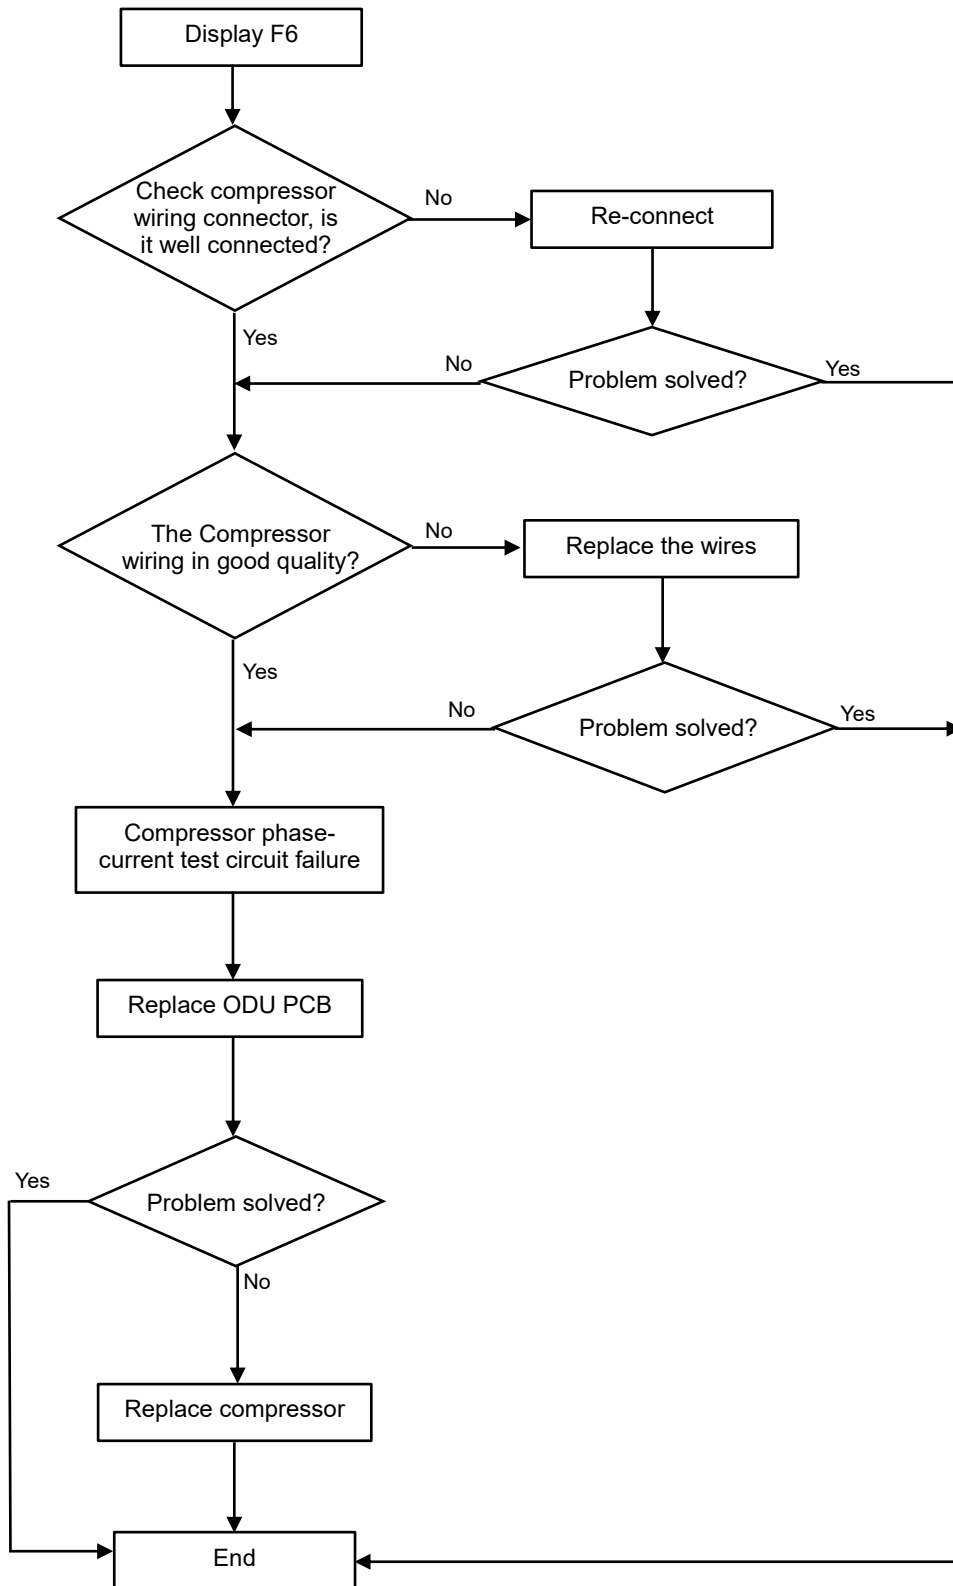 Display F6
Check compressor
wiring connector, is
it well connected?
No
Re-connect
Yes
No
Problem solved?
Yes
The Compressor
wiring in good quality?
No
Replace the wires
Yes
No
Problem solved?
Yes
Compressor phase-
current test circuit failure
Replace ODU PCB
Yes
Problem solved?
No
Replace compressor
End